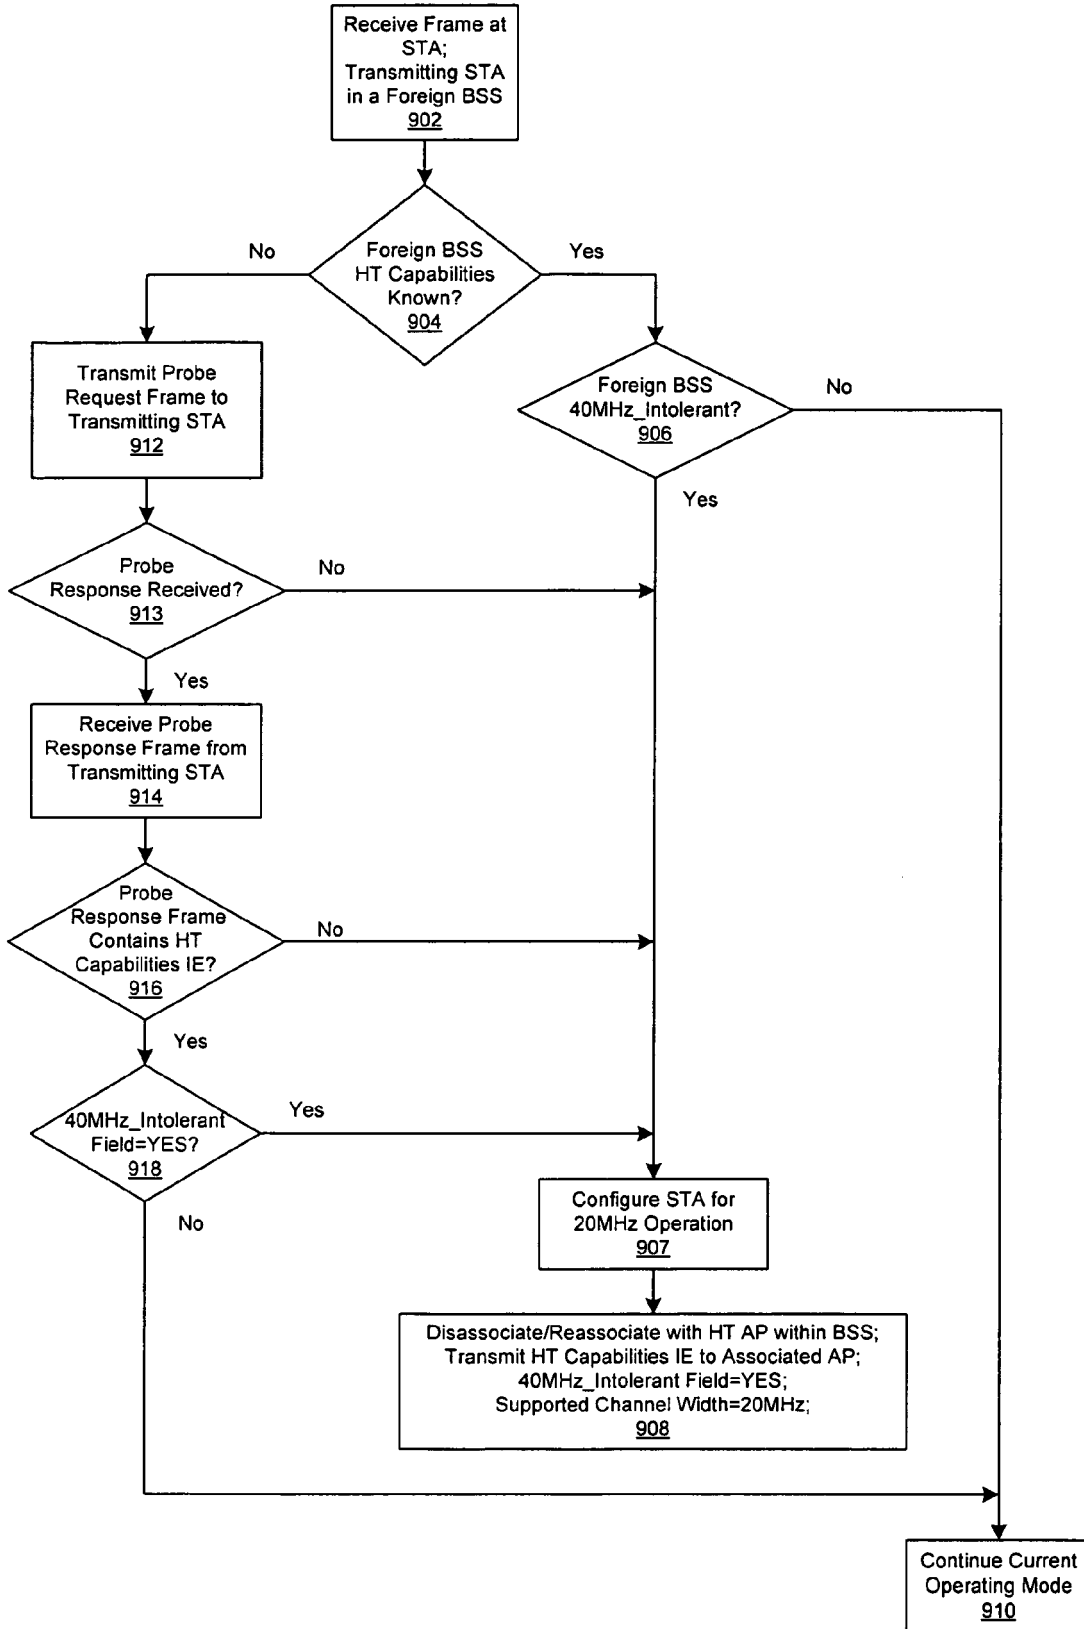 Receive Frame at
STA;
Transmitting STA
in a Foreign BSS
902
No
Foreign BSS
HT Capabilities
Known?
904
Yes
Transmit Probe
Request Frame to
Transmitting STA
912
Foreign BSS
40MHz_Intolerant?
906
No
Yes
Probe
Response Received?
913
No
Yes
Receive Probe
Response Frame from
Transmitting STA
914
Probe
Response Frame
Contains HT
Capabilities IE?
916
No
Yes
40MHz_Intolerant
Field=YES?
918
Yes
No
Configure STA for
20MHz Operation
907
Disassociate/Reassociate with HT AP within BSS;
Transmit HT Capabilities IE to Associated AP;
40MHz_Intolerant Field=YES;
Supported Channel Width=20MHz;
908
Continue Current
Operating Mode
910